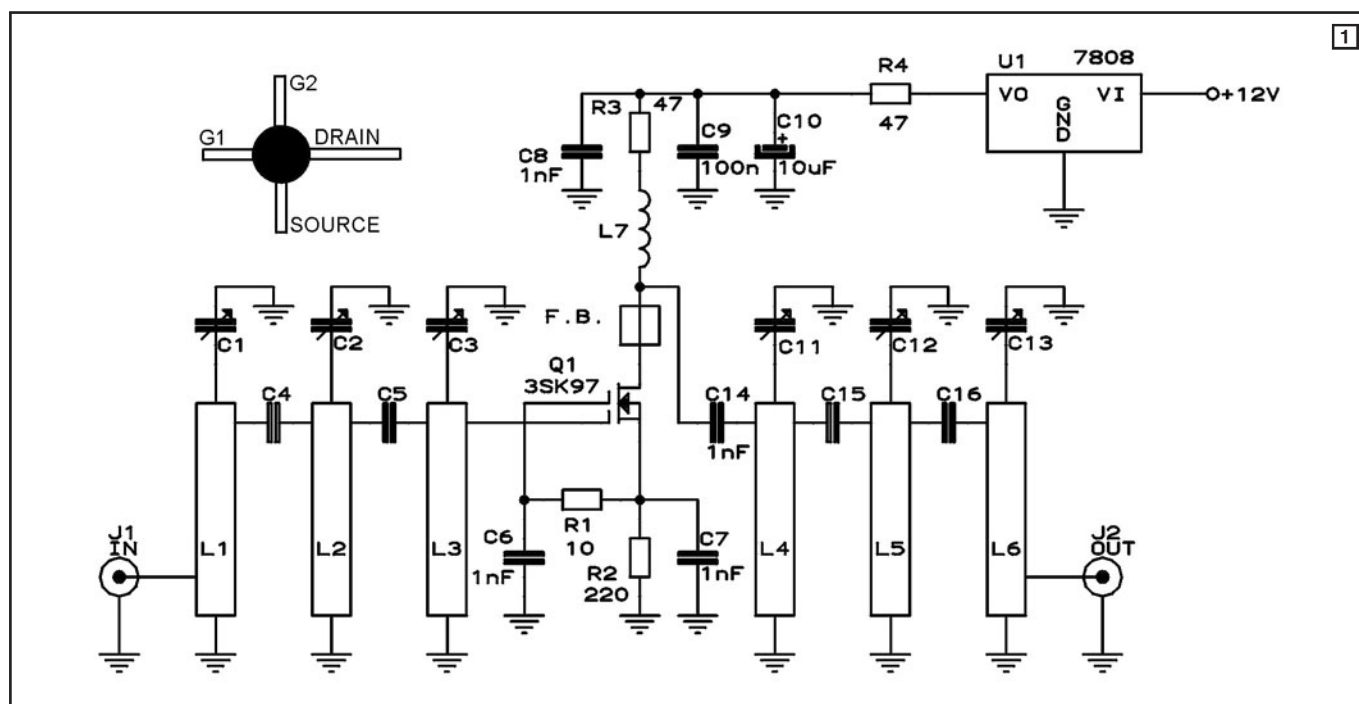 1
G2
G1
DRAIN
SOURCE
U1
7808
VO
GND
VI
+12V
R4
47
R3
47
C8
1nF
C9
100n
C10
+
10uF
L7
F.B.
Q1
3SK97
C1
C2
C3
C4
C5
C11
C12
C13
C14
1nF
C15
C16
J1
IN
L1
L2
L3
C6
1nF
R1
10
R2
220
C7
1nF
L4
L5
L6
J2
OUT